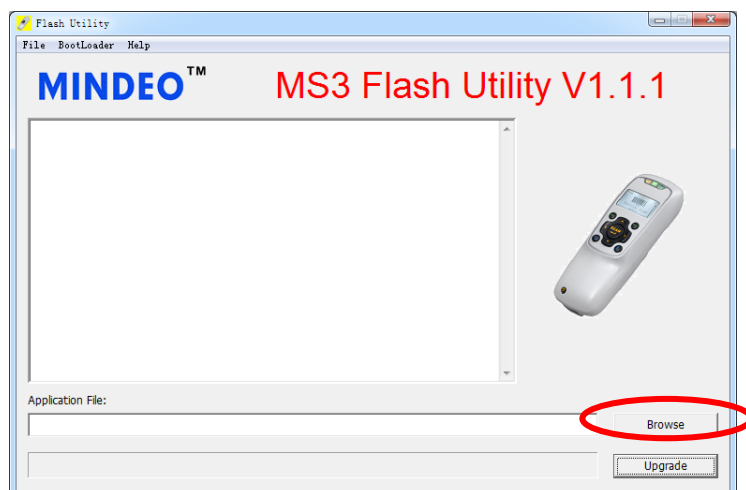 Flash Utility
File BootLoader Help
MINDEO™ MS3 Flash Utility V1.1.1
Application File:
Browse
Upgrade